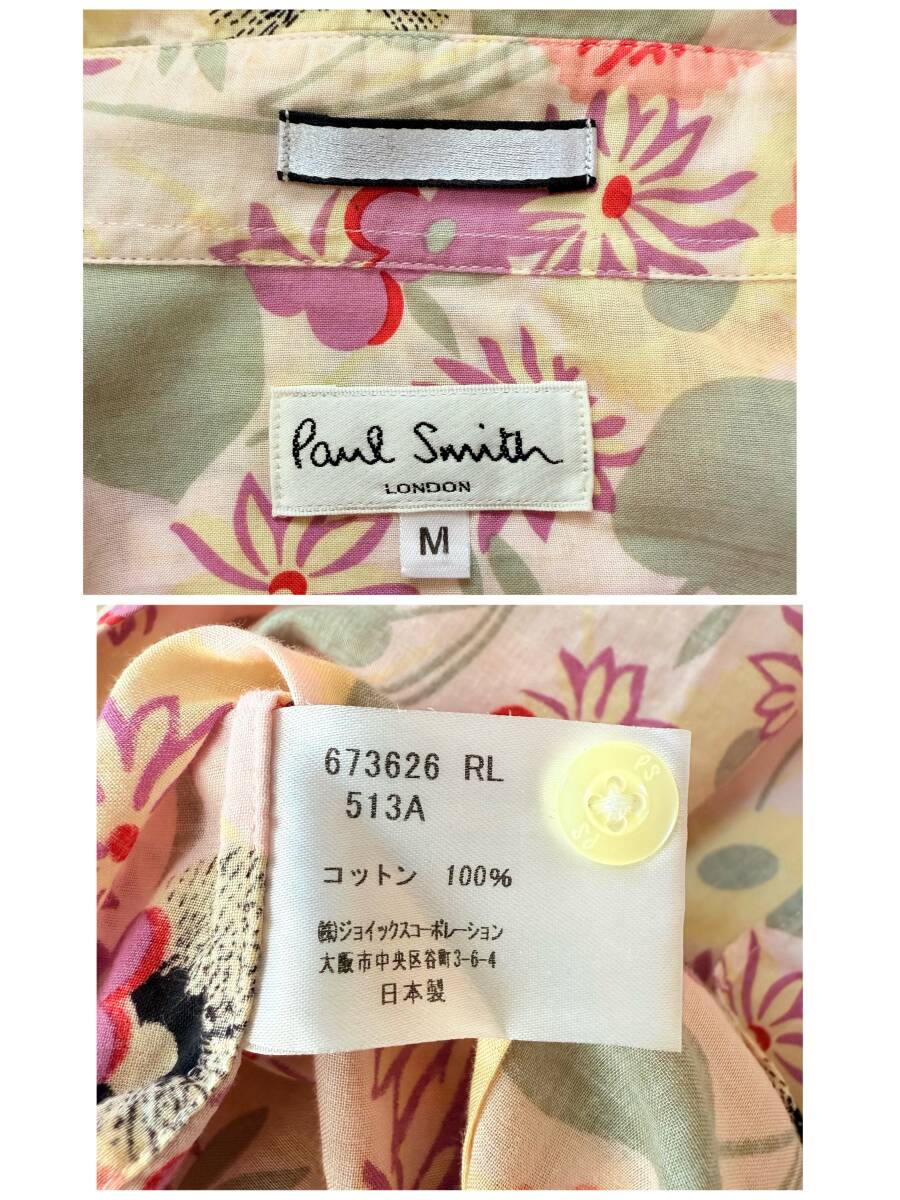 Paul Smith
LONDON
M
673626 RL
513A
PS
PS
コットン 100%
㈱ジョイックスコーポレーション
大阪市中央区谷町3-6-4
日本製